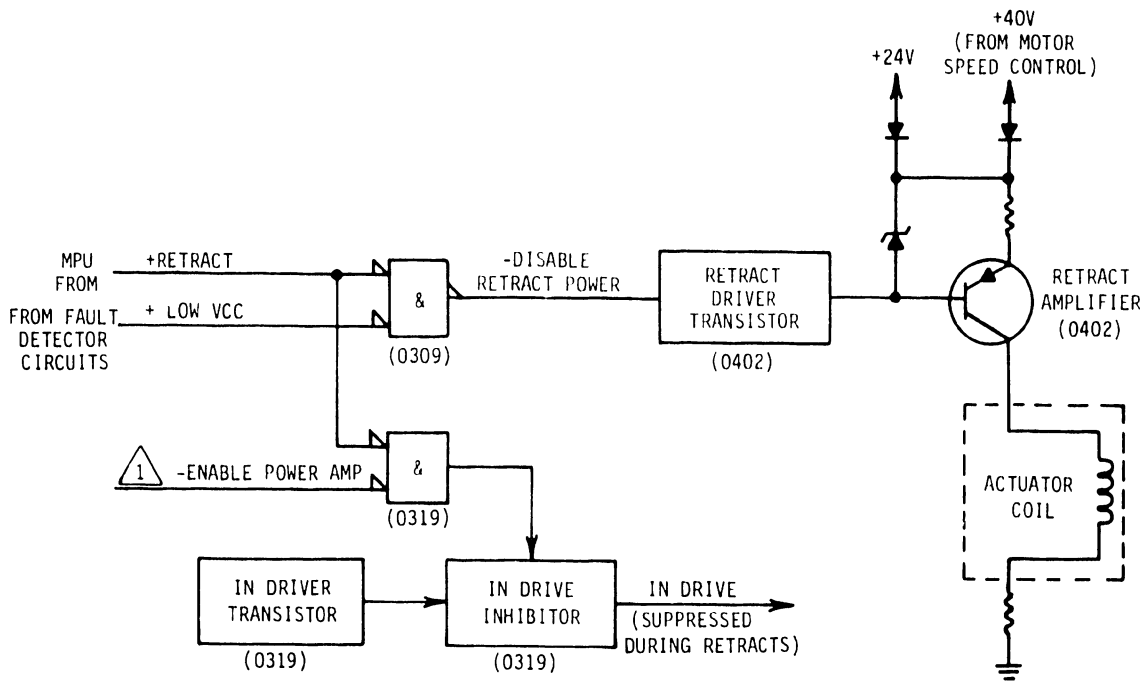 +40V
(FROM MOTOR
SPEED CONTROL)
+24V
MPU
FROM
+RETRACT
FROM FAULT
DETECTOR
CIRCUITS
+ LOW VCC
&
(0309)
-DISABLE
RETRACT POWER
RETRACT
DRIVER
TRANSISTOR
(0402)
RETRACT
AMPLIFIER
(0402)
1
-ENABLE POWER AMP
&
(0319)
ACTUATOR
COIL
IN DRIVER
TRANSISTOR
(0319)
IN DRIVE
INHIBITOR
(0319)
IN DRIVE
(SUPPRESSED
DURING RETRACTS)